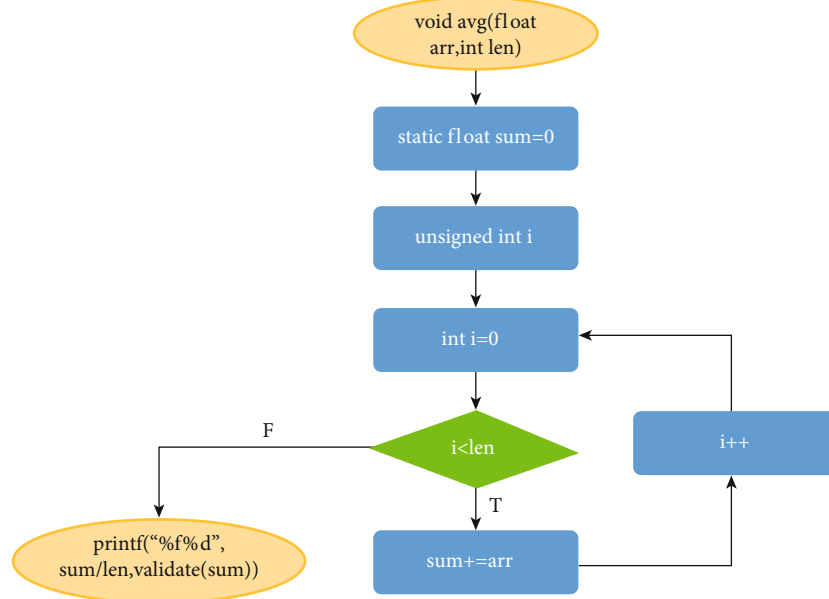 void avg(float
arr,int len)
static float sum=0
unsigned int i
int i=0
F
i<len
i++
T
printf(“%f%d”,
sum/len,validate(sum))
sum+=arr